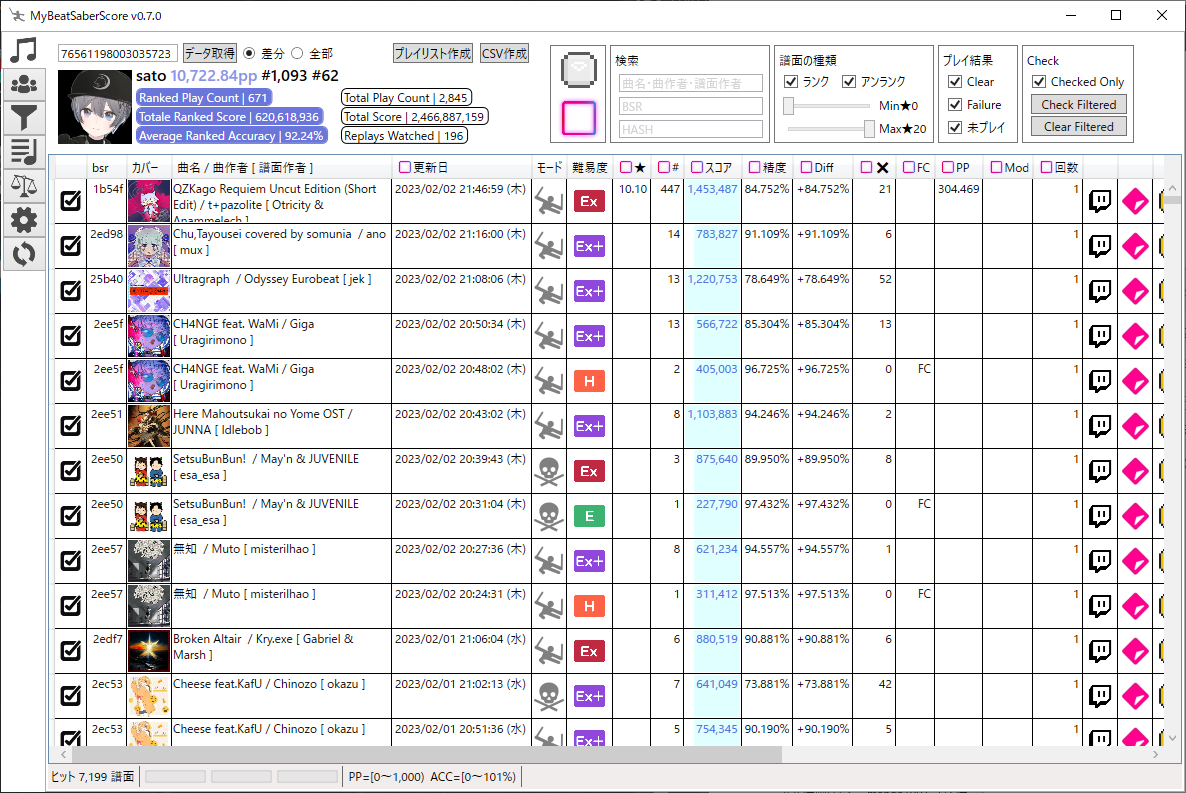 MyBeatSaberScore v0.7.0
76561198003035723 データ取得 差分 全部 プレイリスト作成 CSV作成
sato 10,722.84pp #1,093 #62
Ranked Play Count | 671 Total Play Count | 2,845
Totale Ranked Score | 620,618,936 Total Score | 2,466,887,159
Average Ranked Accuracy | 92.24% Replays Watched | 196
検索
曲名・曲作者・譜面作者
BSR
HASH
譜面の種類
ランク アンランク
Min★0
Max★20
プレイ結果
Clear
Failure
未プレイ
Check
Checked Only
Check Filtered
Clear Filtered
bsr カバー 曲名 / 曲作者 [ 譜面作者 ] 更新日 モード 難易度 ★ # スコア 精度 Diff ✕ FC PP Mod 回数
1b54f QZKago Requiem Uncut Edition (Short 2023/02/02 21:46:59 (木) Ex 10.10 447 1,453,487 84.752% +84.752% 21 304.469 1
Edit) / t+pazolite [ Otricity &
Anammelech ]
2ed98 Chu,Tayousei covered by somunia / ano 2023/02/02 21:16:00 (木) Ex+ 14 783,827 91.109% +91.109% 6 1
[ mux ]
25b40 Ultragraph / Odyssey Eurobeat [ jek ] 2023/02/02 21:08:06 (木) Ex+ 13 1,220,753 78.649% +78.649% 52 1
2ee5f CH4NGE feat. WaMi / Giga 2023/02/02 20:50:34 (木) Ex+ 13 566,722 85.304% +85.304% 13 1
[ Uragirimono ]
2ee5f CH4NGE feat. WaMi / Giga 2023/02/02 20:48:02 (木) H 2 405,003 96.725% +96.725% 0 FC 1
[ Uragirimono ]
2ee51 Here Mahoutsukai no Yome OST / 2023/02/02 20:43:02 (木) Ex+ 8 1,103,883 94.246% +94.246% 2 1
JUNNA [ Idlebob ]
2ee50 SetsuBunBun! / May'n & JUVENILE 2023/02/02 20:39:43 (木) Ex 3 875,640 89.950% +89.950% 8 1
[ esa_esa ]
2ee50 SetsuBunBun! / May'n & JUVENILE 2023/02/02 20:31:04 (木) E 1 227,790 97.432% +97.432% 0 FC 1
[ esa_esa ]
2ee57 無知 / Muto [ misterilhao ] 2023/02/02 20:27:36 (木) Ex+ 8 621,234 94.557% +94.557% 1 1
2ee57 無知 / Muto [ misterilhao ] 2023/02/02 20:24:31 (木) H 1 311,412 97.513% +97.513% 0 FC 1
2edf7 Broken Altair / Kry.exe [ Gabriel & 2023/02/01 21:06:04 (水) Ex 6 880,519 90.881% +90.881% 6 1
Marsh ]
2ec53 Cheese feat.KafU / Chinozo [ okazu ] 2023/02/01 21:02:13 (水) Ex+ 7 641,049 73.881% +73.881% 42 1
2ec53 Cheese feat.KafU / Chinozo [ okazu ] 2023/02/01 20:51:36 (水) Ex+ 5 754,345 90.190% +90.190% 5 1
ヒット 7,199 譜面 PP=[0～1,000) ACC=[0～101%)